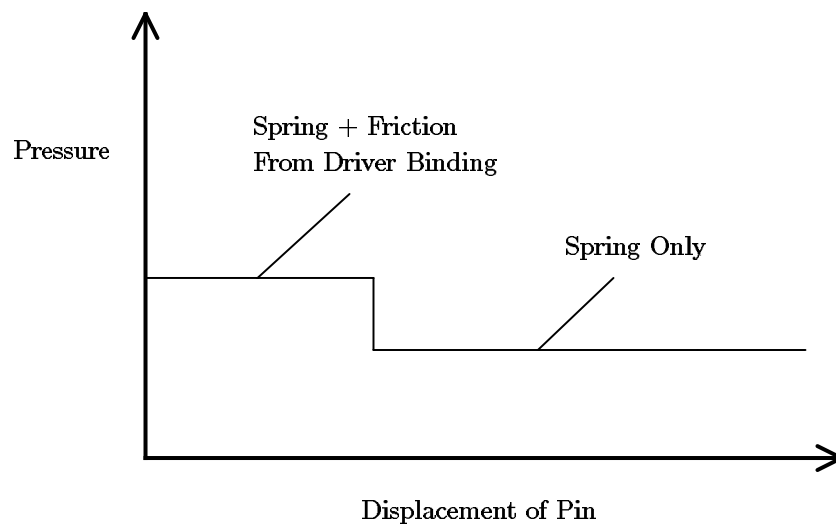 Spring + Friction
From Driver Binding
Pressure
Spring Only
Displacement of Pin